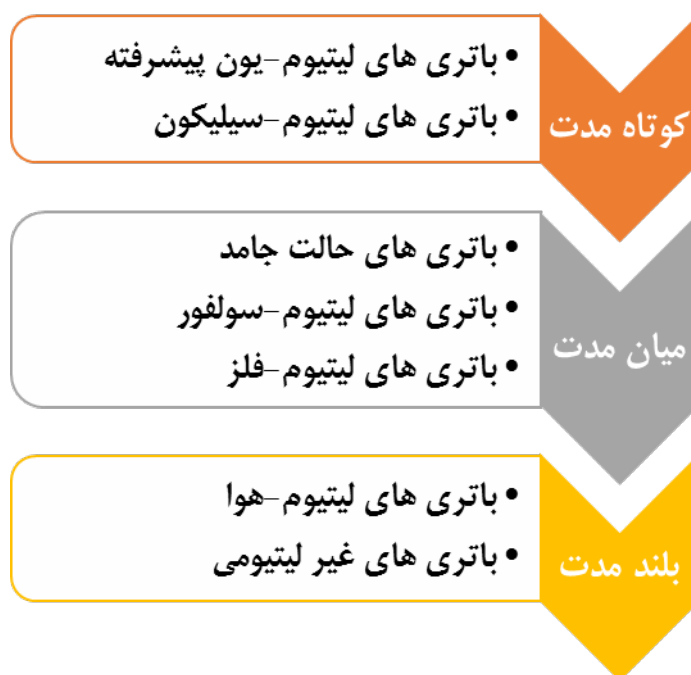 کوتاه مدت
• باتری های لیتیوم-یون پیشرفته
• باتری های لیتیوم-سیلیکون
میان مدت
• باتری های حالت جامد
• باتری های لیتیوم-سولفور
• باتری های لیتیوم-فلز
بلند مدت
• باتری های لیتیوم-هوا
• باتری های غیر لیتیومی